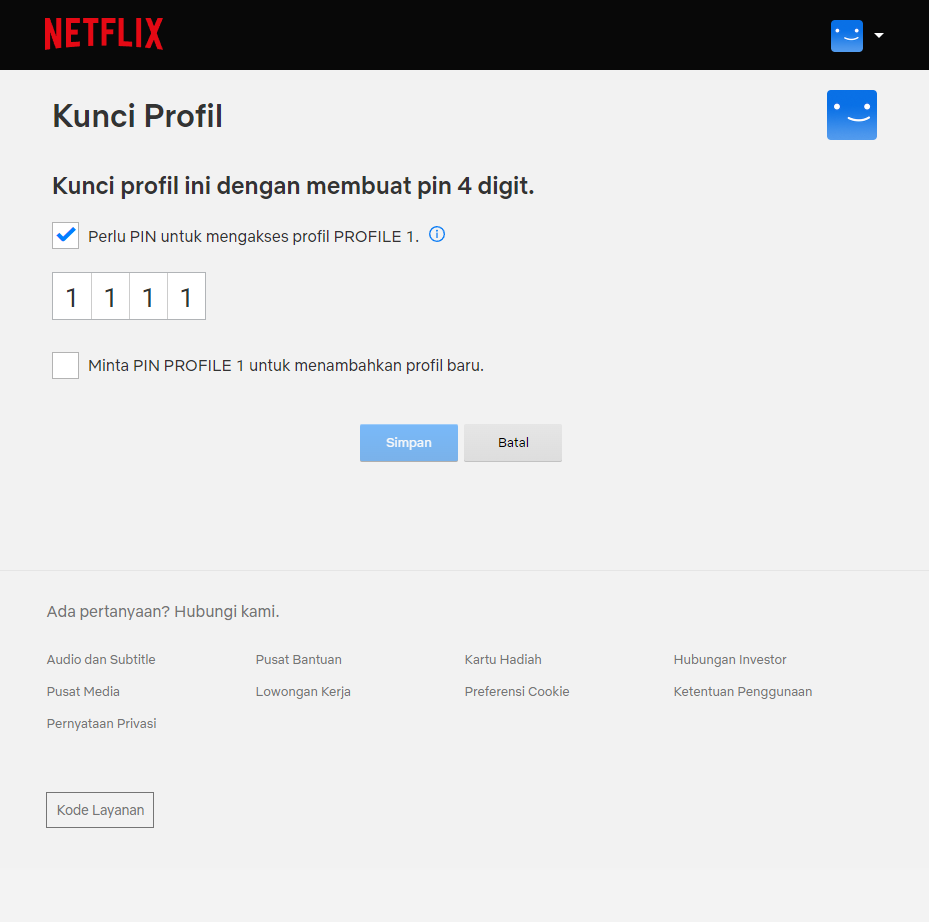 NETFLIX
Kunci Profil
Kunci profil ini dengan membuat pin 4 digit.
Perlu PIN untuk mengakses profil PROFILE 1.
1 1 1 1
Minta PIN PROFILE 1 untuk menambahkan profil baru.
Simpan Batal
Ada pertanyaan? Hubungi kami.
Audio dan Subtitle Pusat Bantuan Kartu Hadiah Hubungan Investor
Pusat Media Lowongan Kerja Preferensi Cookie Ketentuan Penggunaan
Pernyataan Privasi
Kode Layanan